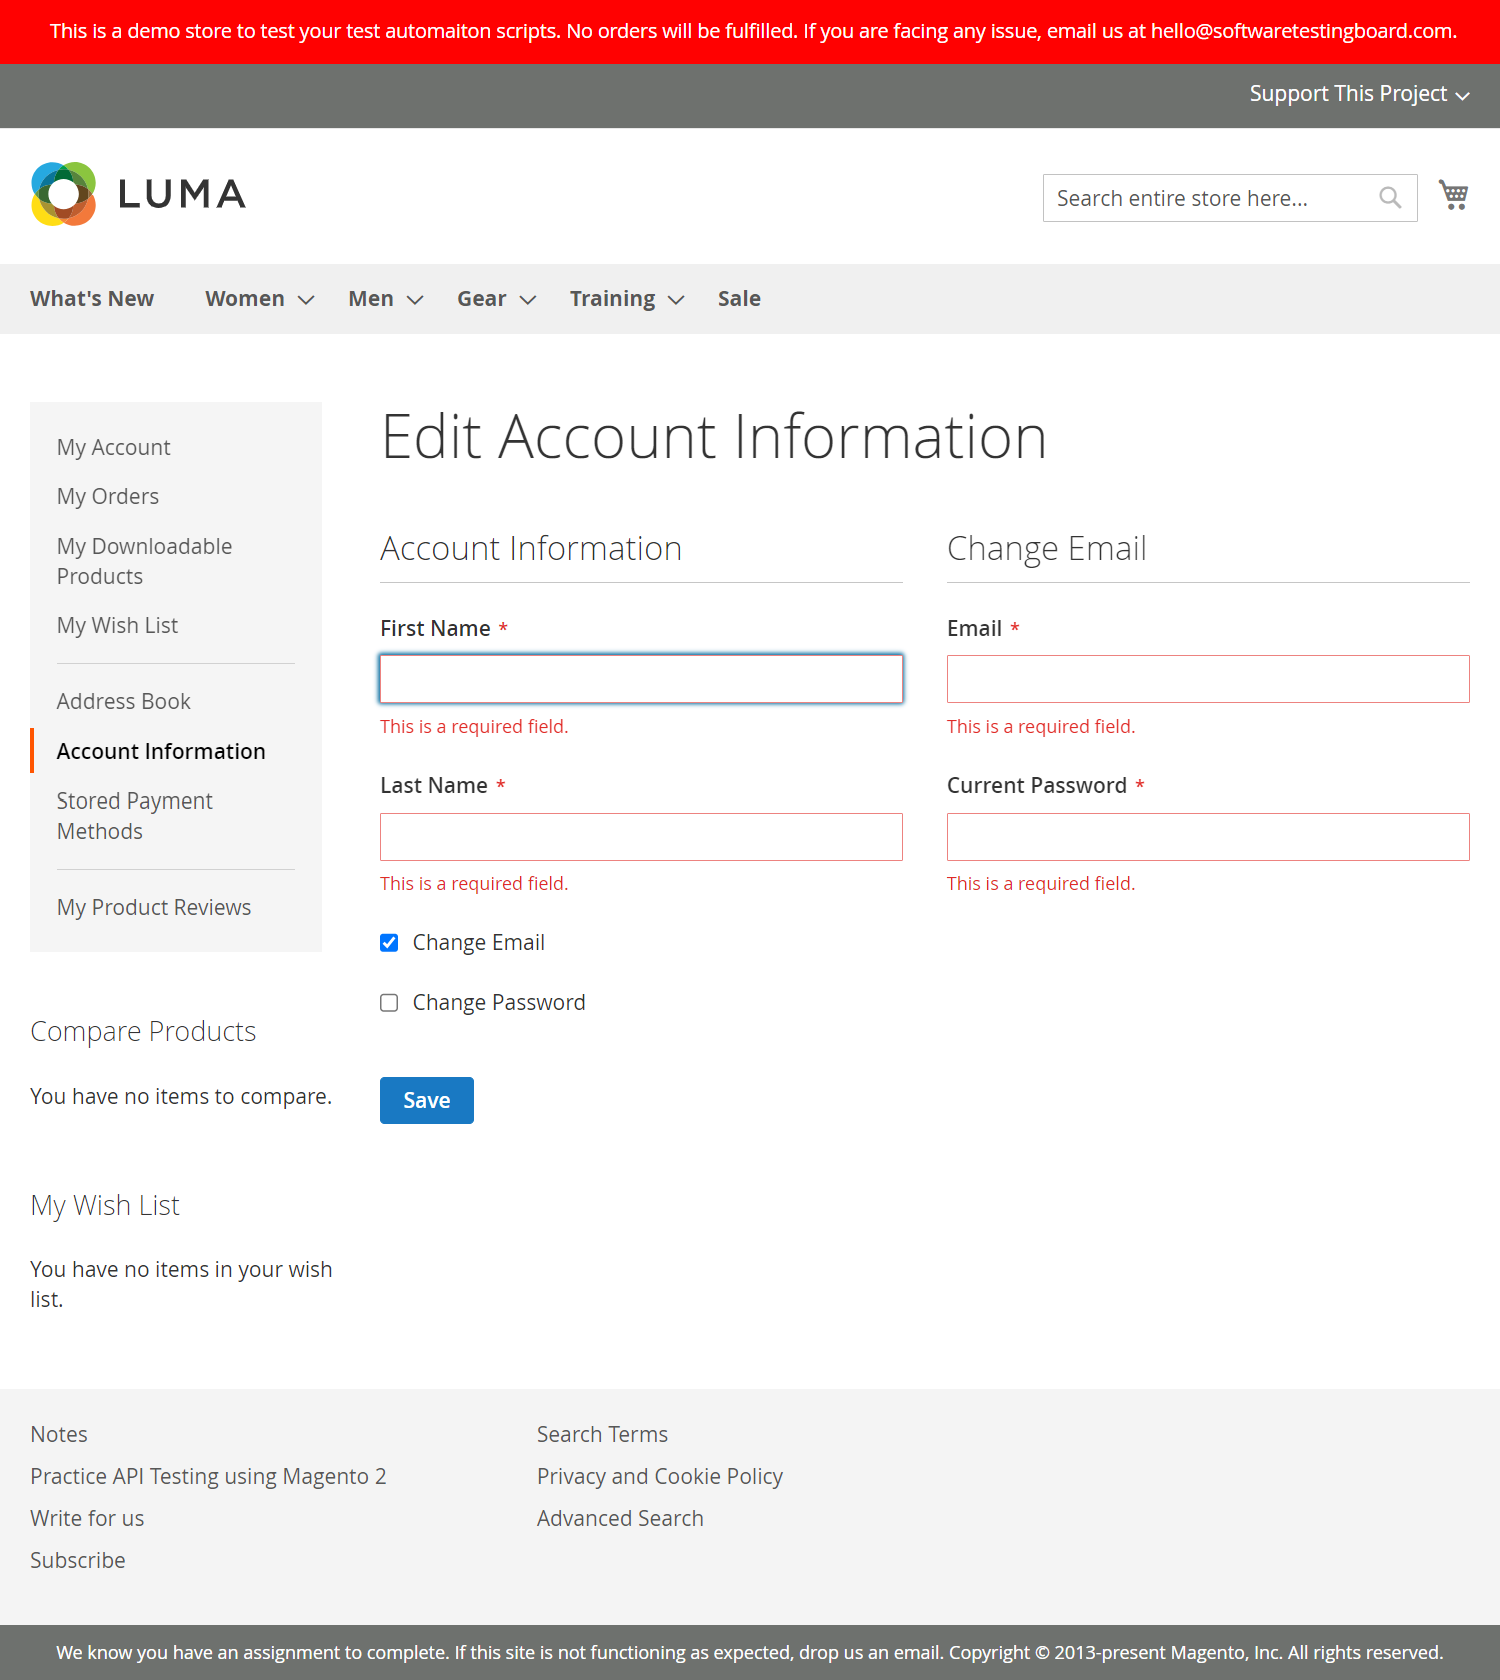 This is a demo store to test your test automaiton scripts. No orders will be fulfilled. If you are facing any issue, email us at hello@softwaretestingboard.com.
Support This Project
LUMA
Search entire store here...
What's New Women Men Gear Training Sale
My Account
My Orders
My Downloadable
Products
My Wish List
Address Book
Account Information
Stored Payment
Methods
My Product Reviews
Compare Products
You have no items to compare.
My Wish List
You have no items in your wish
list.
Edit Account Information
Account Information
First Name *
This is a required field.
Last Name *
This is a required field.
Change Email
Change Password
Save
Change Email
Email *
This is a required field.
Current Password *
This is a required field.
Notes
Practice API Testing using Magento 2
Write for us
Subscribe
Search Terms
Privacy and Cookie Policy
Advanced Search
We know you have an assignment to complete. If this site is not functioning as expected, drop us an email. Copyright © 2013-present Magento, Inc. All rights reserved.